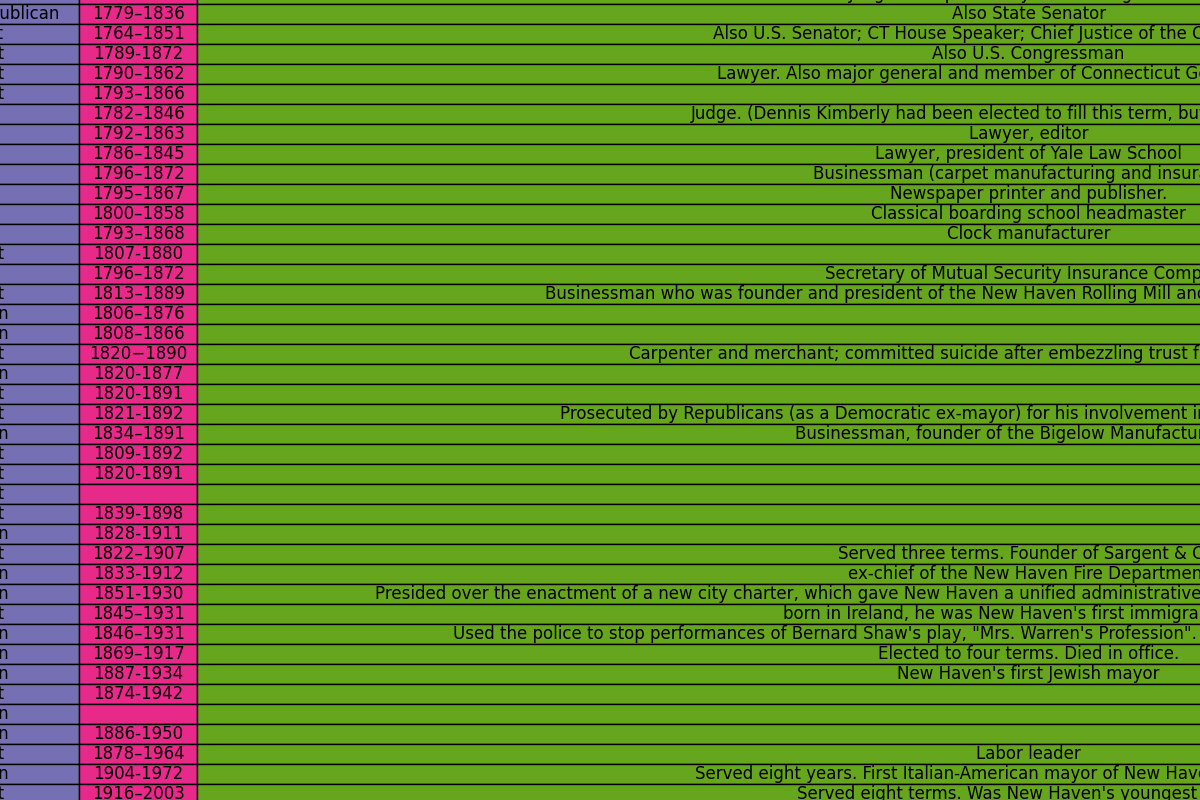 ublican 1779–1836 Also State Senator
t 1764–1851 Also U.S. Senator; CT House Speaker; Chief Justice of the
t 1789-1872 Also U.S. Congressman
t 1790–1862 Lawyer. Also major general and member of Connecticut
t 1793–1866
1782–1846 Judge. (Dennis Kimberly had been elected to fill this term, bu
1792–1863 Lawyer, editor
1786–1845 Lawyer, president of Yale Law School
1796–1872 Businessman (carpet manufacturing and insur
1795–1867 Newspaper printer and publisher.
1800–1858 Classical boarding school headmaster
1793–1868 Clock manufacturer
t 1807-1880
1796–1872 Secretary of Mutual Security Insurance Comp
t 1813–1889 Businessman who was founder and president of the New Haven Rolling Mill and
n 1806–1876
n 1808–1866
t 1820−1890 Carpenter and merchant; committed suicide after embezzling trust f
n 1820-1877
t 1820-1891
t 1821-1892 Prosecuted by Republicans (as a Democratic ex-mayor) for his involvement i
n 1834–1891 Businessman, founder of the Bigelow Manufactu
t 1809-1892
t 1820-1891
t
t 1839-1898
n 1828-1911
t 1822–1907 Served three terms. Founder of Sargent &
n 1833-1912 ex-chief of the New Haven Fire Departmen
n 1851-1930 Presided over the enactment of a new city charter, which gave New Haven a unified administrative
t 1845–1931 born in Ireland, he was New Haven's first immigra
n 1846–1931 Used the police to stop performances of Bernard Shaw's play, "Mrs. Warren's Profession".
n 1869–1917 Elected to four terms. Died in office.
n 1887-1934 New Haven's first Jewish mayor
t 1874-1942
n
n 1886-1950
t 1878–1964 Labor leader
n 1904-1972 Served eight years. First Italian-American mayor of New Hav
t 1916–2003 Served eight terms. Was New Haven's youngest